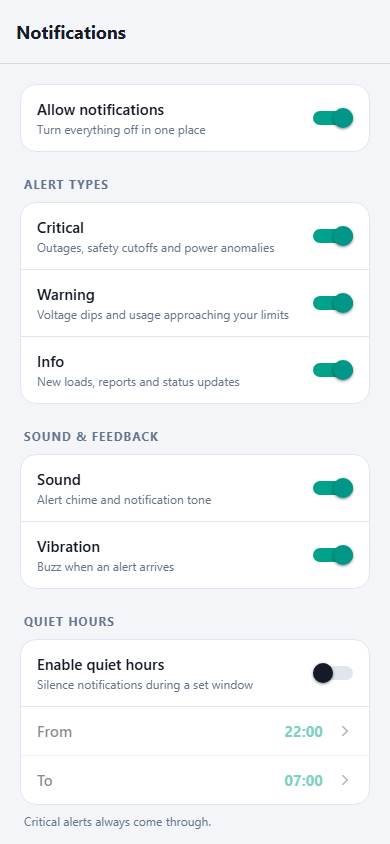 Notifications
Allow notifications
Turn everything off in one place
ALERT TYPES
Critical
Outages, safety cutoffs and power anomalies
Warning
Voltage dips and usage approaching your limits
Info
New loads, reports and status updates
SOUND & FEEDBACK
Sound
Alert chime and notification tone
Vibration
Buzz when an alert arrives
QUIET HOURS
Enable quiet hours
Silence notifications during a set window
From 22:00
To 07:00
Critical alerts always come through.